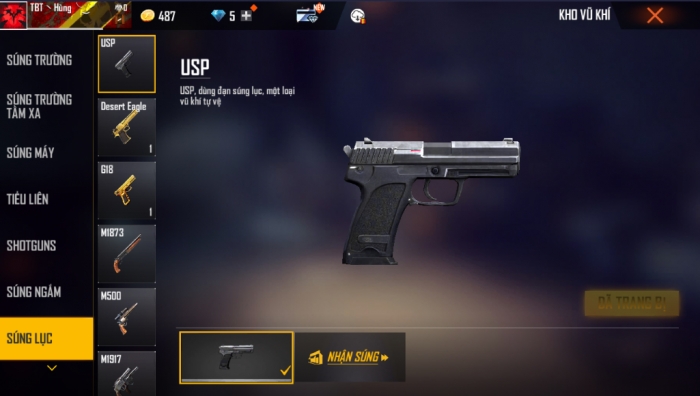 TBT - Hùng
0
487
5
NEW
KHO VŨ KHÍ
SÚNG TRƯỜNG
SÚNG TRƯỜNG
TẦM XA
SÚNG MÁY
TIỂU LIÊN
SHOTGUNS
SÚNG NGẮM
SÚNG LỤC
USP
Desert Eagle
1
G18
1
M1873
M500
M1917
USP
USP, dùng đạn súng lục, một loại
vũ khí tự vệ
ĐÃ TRANG BỊ
NHẬN SÚNG